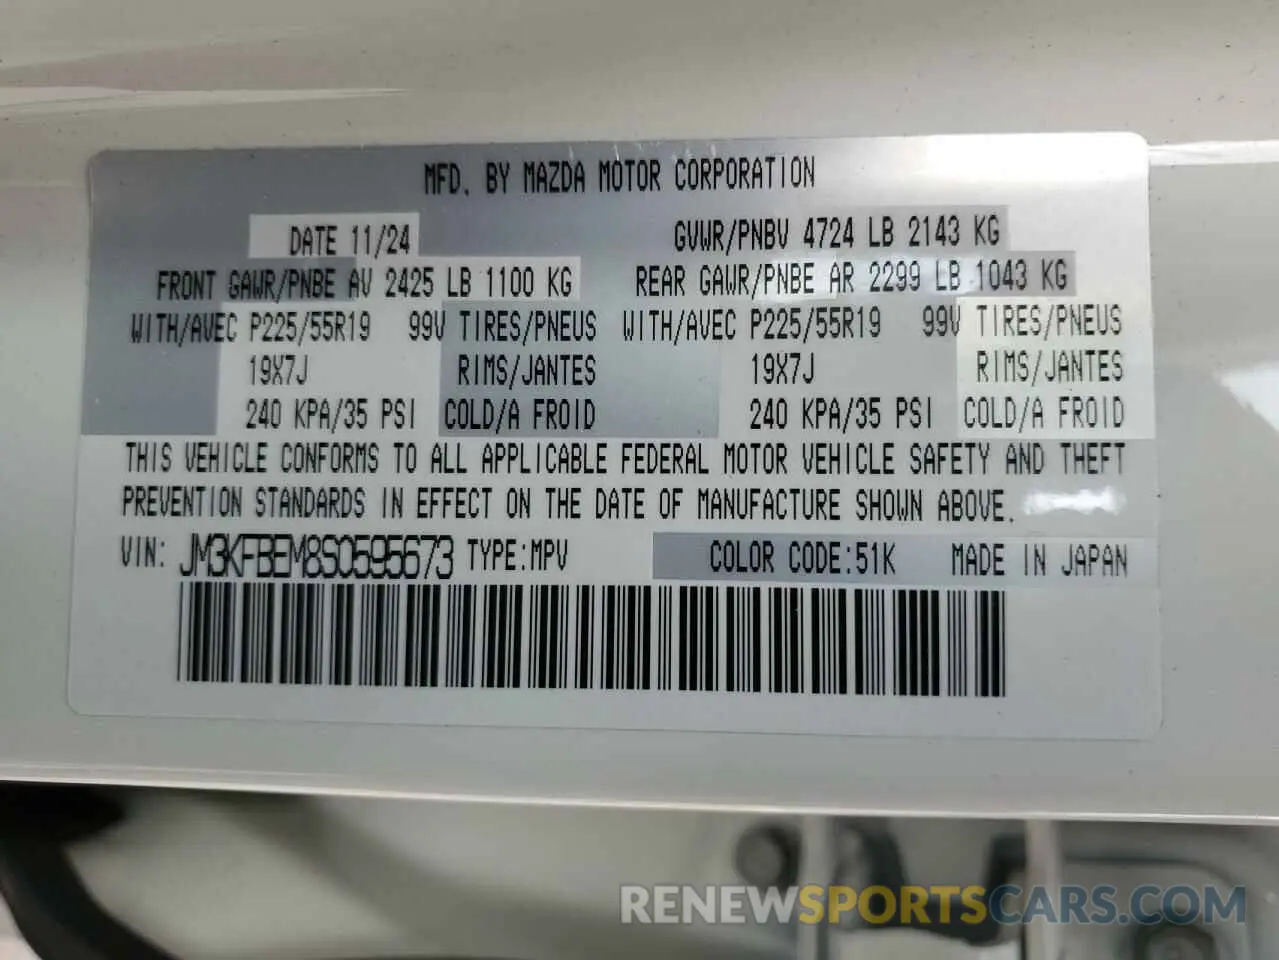 MFD. BY MAZDA MOTOR CORPORATION
DATE 11/24 GVWR/PNBV 4724 LB 2143 KG
FRONT GAWR/PNBE AV 2425 LB 1100 KG REAR GAWR/PNBE AR 2299 LB 1043 KG
WITH/AVEC P225/55R19 99V TIRES/PNEUS WITH/AVEC P225/55R19 99V TIRES/PNEUS
19X7J RIMS/JANTES 19X7J RIMS/JANTES
240 KPA/35 PSI COLD/A FROID 240 KPA/35 PSI COLD/A FROID
THIS VEHICLE CONFORMS TO ALL APPLICABLE FEDERAL MOTOR VEHICLE SAFETY AND THEFT
PREVENTION STANDARDS IN EFFECT ON THE DATE OF MANUFACTURE SHOWN ABOVE.
VIN: JM3KFBEM8S0595673 TYPE:MPV COLOR CODE:51K MADE IN JAPAN
RENEWSPORTSCARS.COM